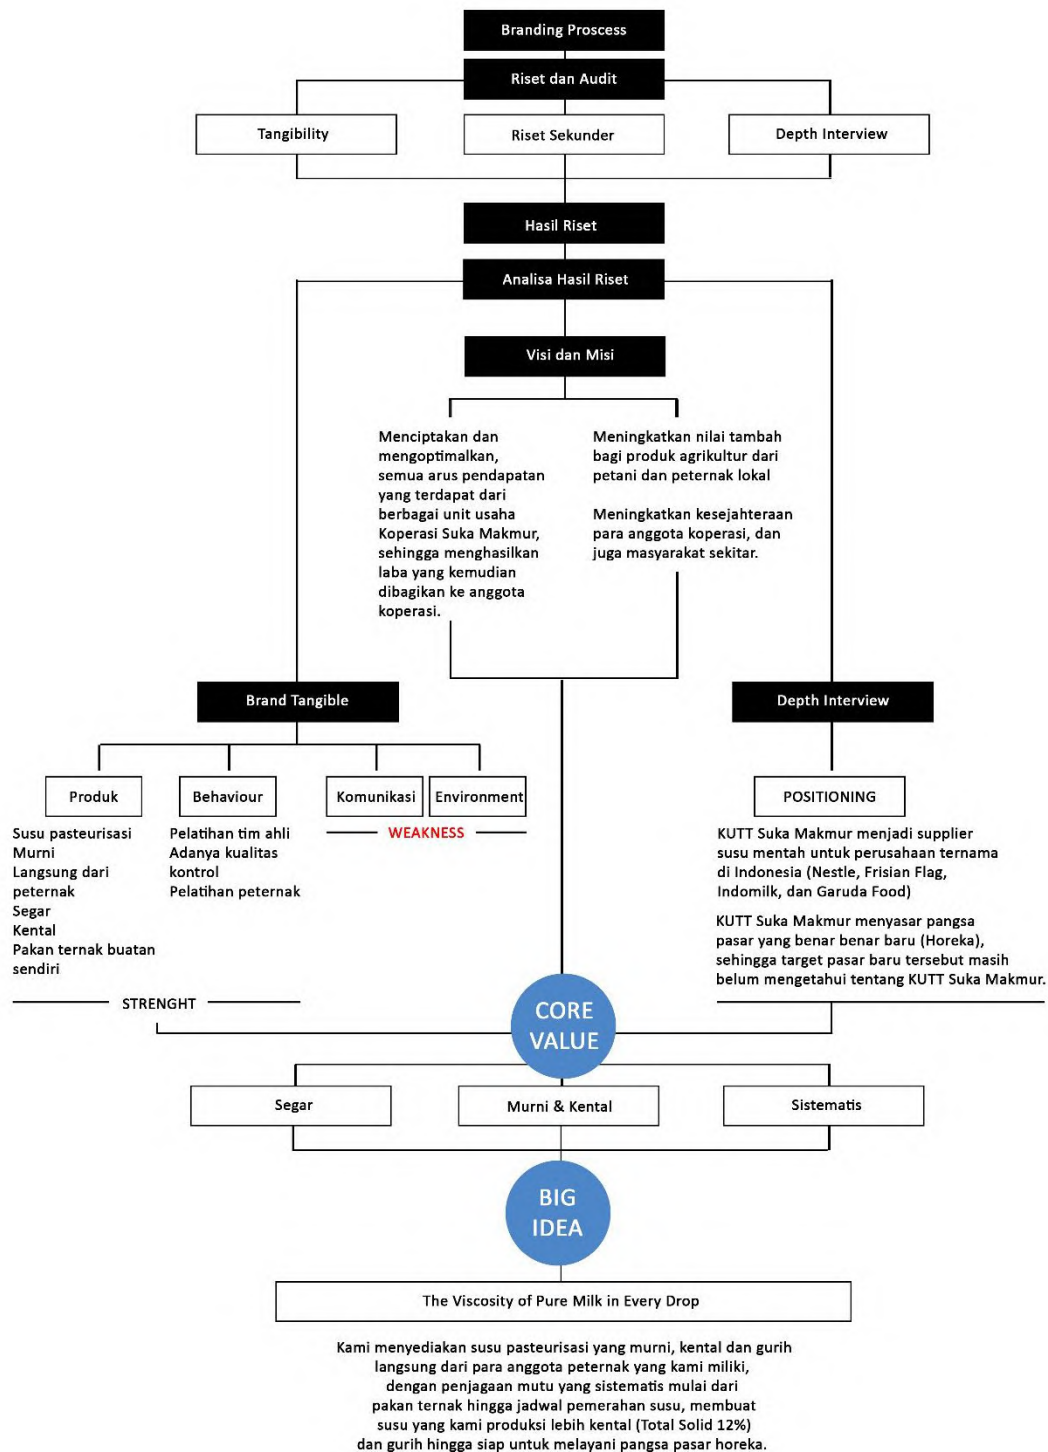 Branding Proscess
Riset dan Audit
Tangibility
Riset Sekunder
Depth Interview
Hasil Riset
Analisa Hasil Riset
Visi dan Misi
Menciptakan dan
mengoptimalkan,
semua arus pendapatan
yang terdapat dari
berbagai unit usaha
Koperasi Suka Makmur,
sehingga menghasilkan
laba yang kemudian
dibagikan ke anggota
koperasi.
Meningkatkan nilai tambah
bagi produk agrikultur dari
petani dan peternak lokal
Meningkatkan kesejahteraan
para anggota koperasi, dan
juga masyarakat sekitar.
Brand Tangible
Produk
Susu pasteurisasi
Murni
Langsung dari
peternak
Segar
Kental
Pakan ternak buatan
sendiri
Behaviour
Pelatihan tim ahli
Adanya kualitas
kontrol
Pelatihan peternak
STRENGHT
Komunikasi
Environment
WEAKNESS
Depth Interview
POSITIONING
KUTT Suka Makmur menjadi supplier
susu mentah untuk perusahaan ternama
di Indonesia (Nestle, Frisian Flag,
Indomilk, dan Garuda Food)
KUTT Suka Makmur menyasar pangsa
pasar yang benar benar baru (Horeka),
sehingga target pasar baru tersebut masih
belum mengetahui tentang KUTT Suka Makmur.
CORE
VALUE
Segar
Murni & Kental
Sistematis
BIG
IDEA
The Viscosity of Pure Milk in Every Drop
Kami menyediakan susu pasteurisasi yang murni, kental dan gurih
langsung dari para anggota peternak yang kami miliki,
dengan penjagaan mutu yang sistematis mulai dari
pakan ternak hingga jadwal pemerahan susu, membuat
susu yang kami produksi lebih kental (Total Solid 12%)
dan gurih hingga siap untuk melayani pangsa pasar horeka.